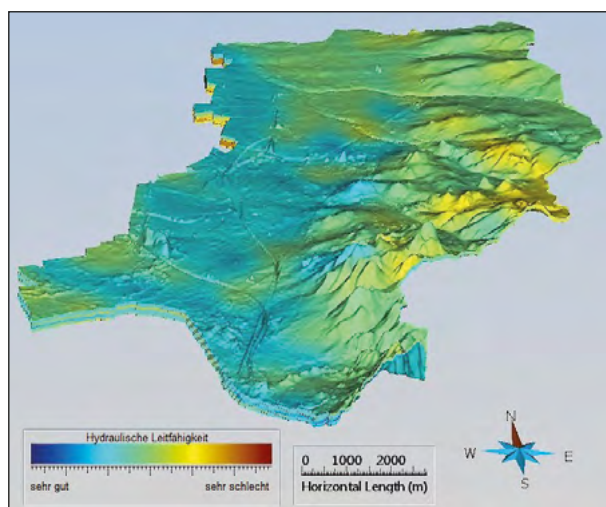 Hydraulische Leitfähigkeit
sehr gut sehr schlecht
0 1000 2000
Horizontal Length (m)
N
W E
S